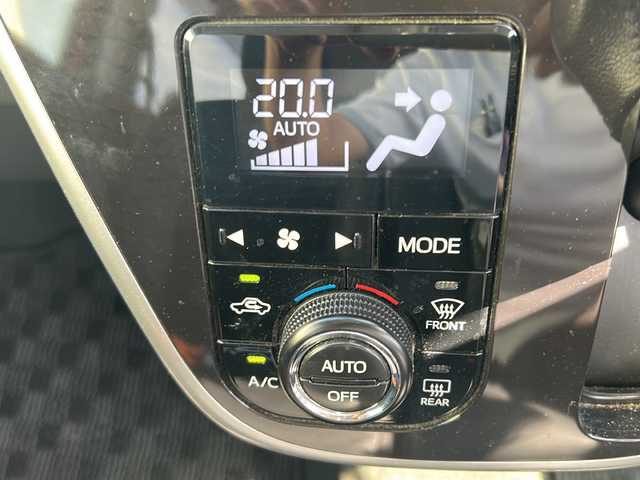 20.0
AUTO
MODE
FRONT
A/C
AUTO
OFF
REAR